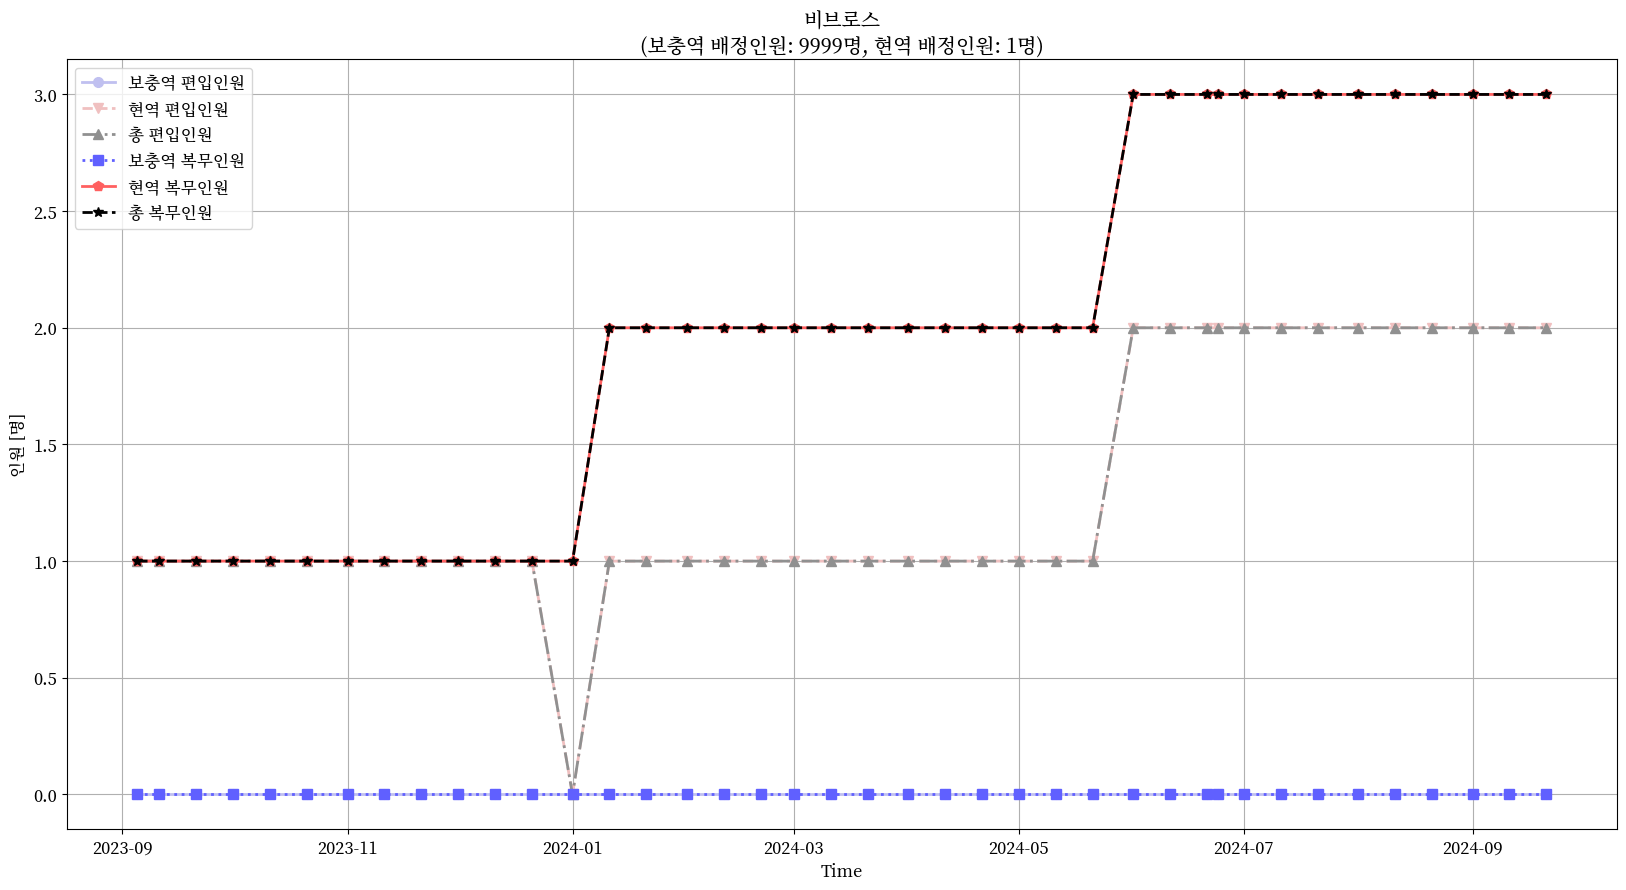 비브로스
(보충역 배정인원: 9999명, 현역 배정인원: 1명)
보충역 편입인원
현역 편입인원
총 편입인원
보충역 복무인원
현역 복무인원
총 복무인원
3.0
2.5
2.0
1.5
1.0
0.5
0.0
인원 [명]
2023-09
2023-11
2024-01
2024-03
2024-05
2024-07
2024-09
Time